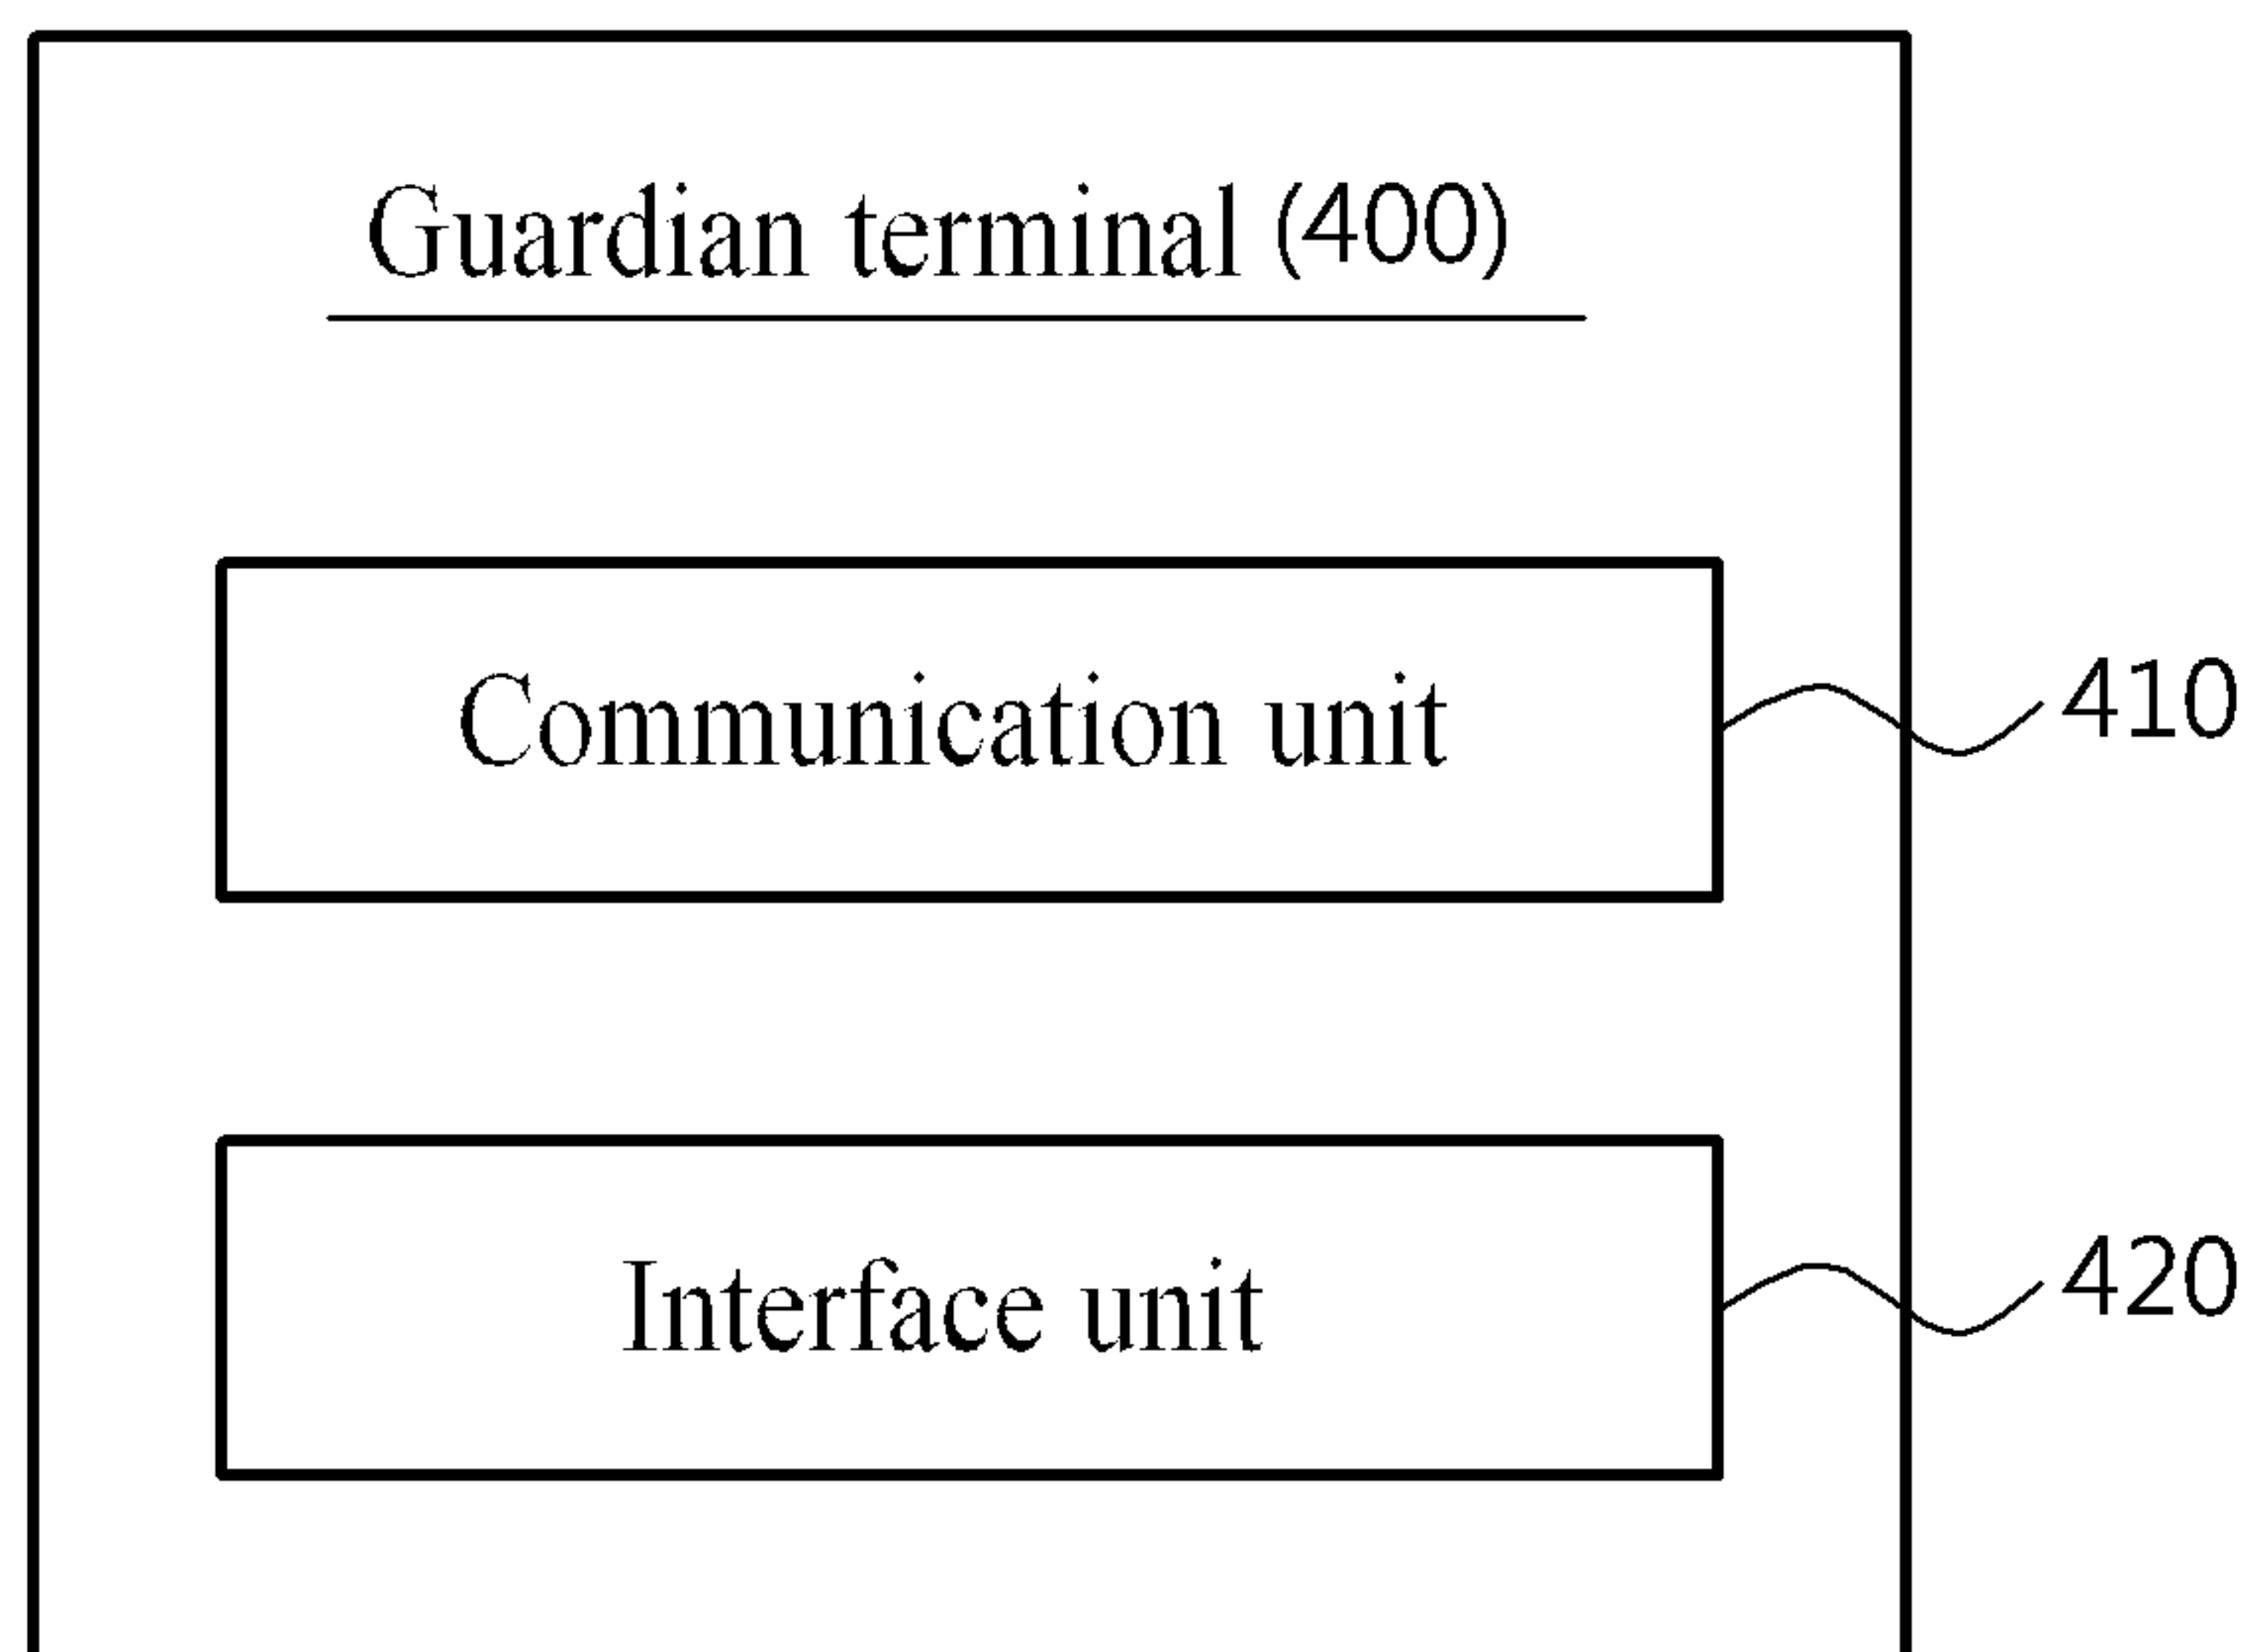 Guardian terminal (400)
Communication unit
410
Interface unit
420